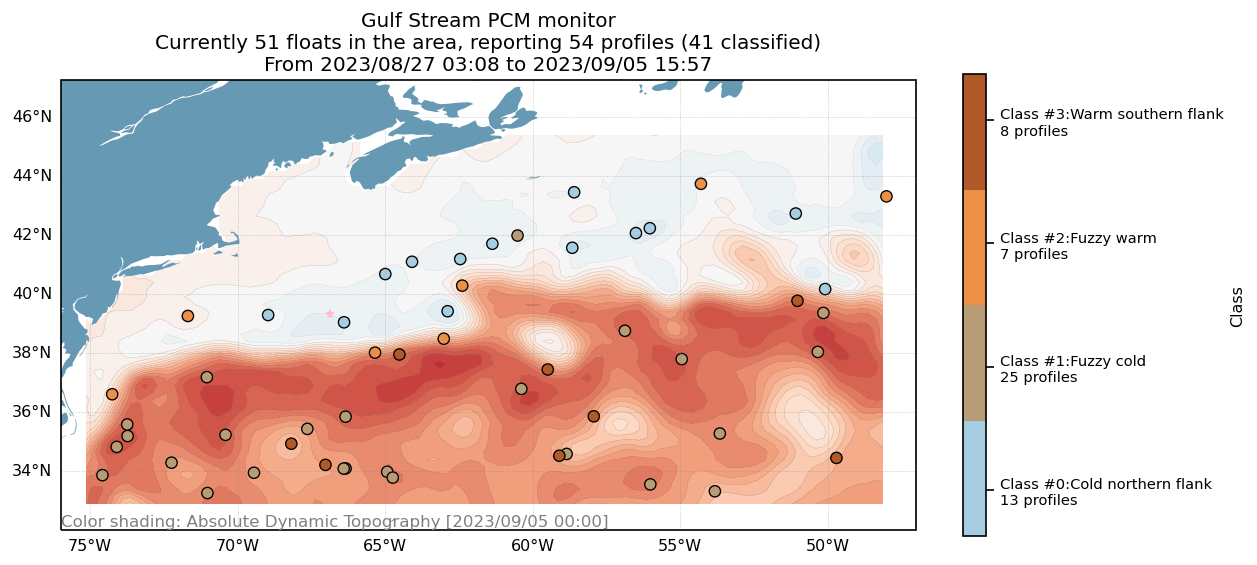 Gulf Stream PCM monitor
Currently 51 floats in the area, reporting 54 profiles (41 classified)
From 2023/08/27 03:08 to 2023/09/05 15:57
46°N
44°N
42°N
40°N
38°N
36°N
34°N
Color shading: Absolute Dynamic Topography [2023/09/05 00:00]
75°W
70°W
65°W
60°W
55°W
50°W
Class #3:Warm southern flank
8 profiles
Class #2:Fuzzy warm
7 profiles
Class #1:Fuzzy cold
25 profiles
Class #0:Cold northern flank
13 profiles
Class